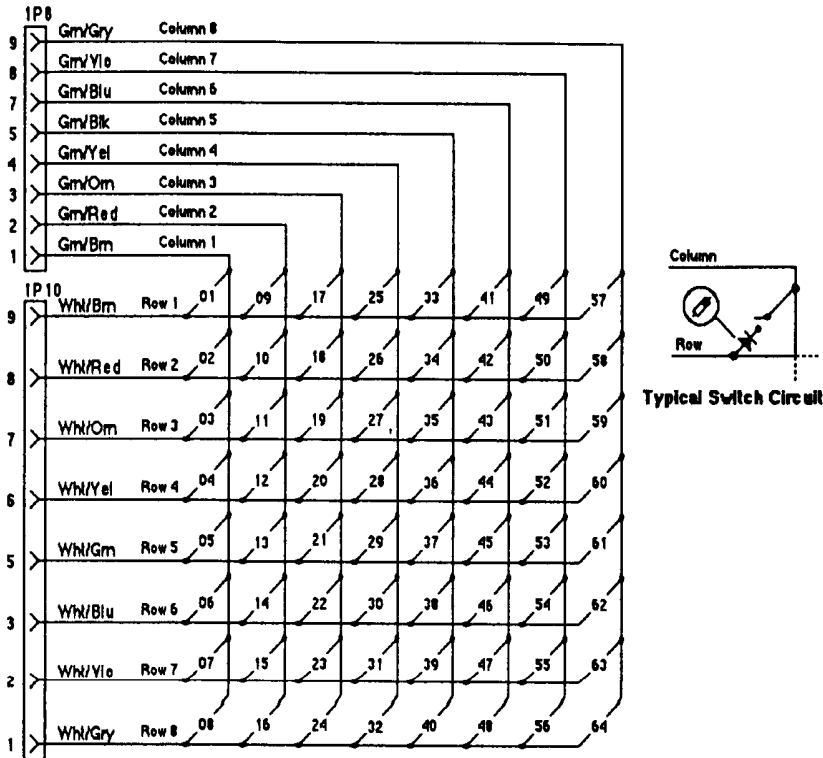 1P8
9 Grn/Gry Column 8
8 Grn/Vio Column 7
7 Grn/Blu Column 6
5 Grn/Blk Column 5
4 Grn/Yel Column 4
3 Grn/Orn Column 3
2 Grn/Red Column 2
1 Grn/Brn Column 1
1P10
9 Wht/Brn Row 1 01 09 17 25 33 41 49 57
8 Wht/Red Row 2 02 10 18 26 34 42 50 58
7 Wht/Orn Row 3 03 11 19 27 35 43 51 59
6 Wht/Yel Row 4 04 12 20 28 36 44 52 60
5 Wht/Grn Row 5 05 13 21 29 37 45 53 61
3 Wht/Blu Row 6 06 14 22 30 38 46 54 62
2 Wht/Vio Row 7 07 15 23 31 39 47 55 63
1 Wht/Gry Row 8 08 16 24 32 40 48 56 64
Column
Row
Typical Switch Circuit